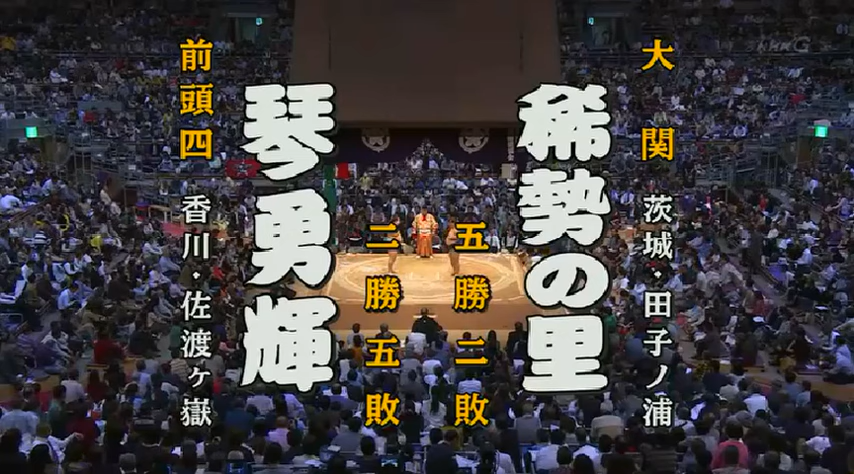 大関
茨城・田子ノ浦
稀勢の里
五勝二敗
二勝五敗
琴勇輝
前頭四
香川・佐渡ヶ嶽